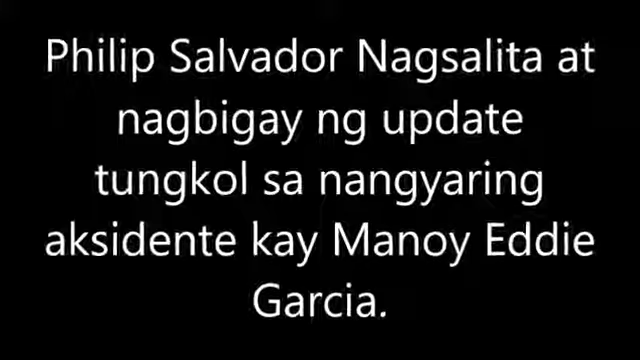 Philip Salvador Nagsalita at
nagbigay ng update
tungkol sa nangyaring
aksidente kay Manoy Eddie
Garcia.